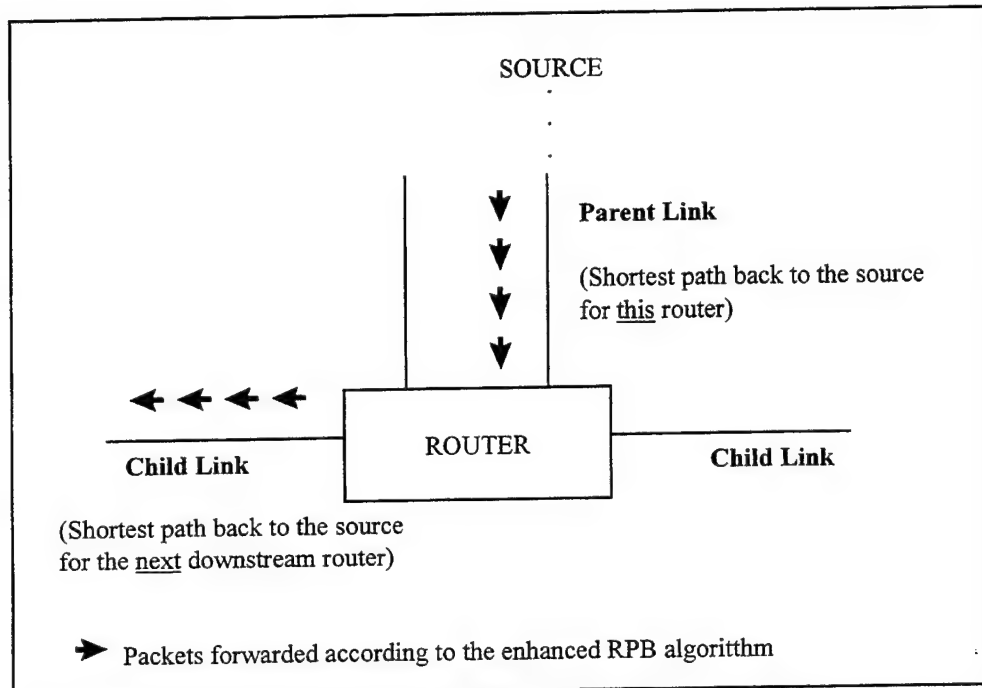 SOURCE
Parent Link
(Shortest path back to the source
for this router)
ROUTER
Child Link
Child Link
(Shortest path back to the source
for the next downstream router)
Packets forwarded according to the enhanced RPB algoritthm